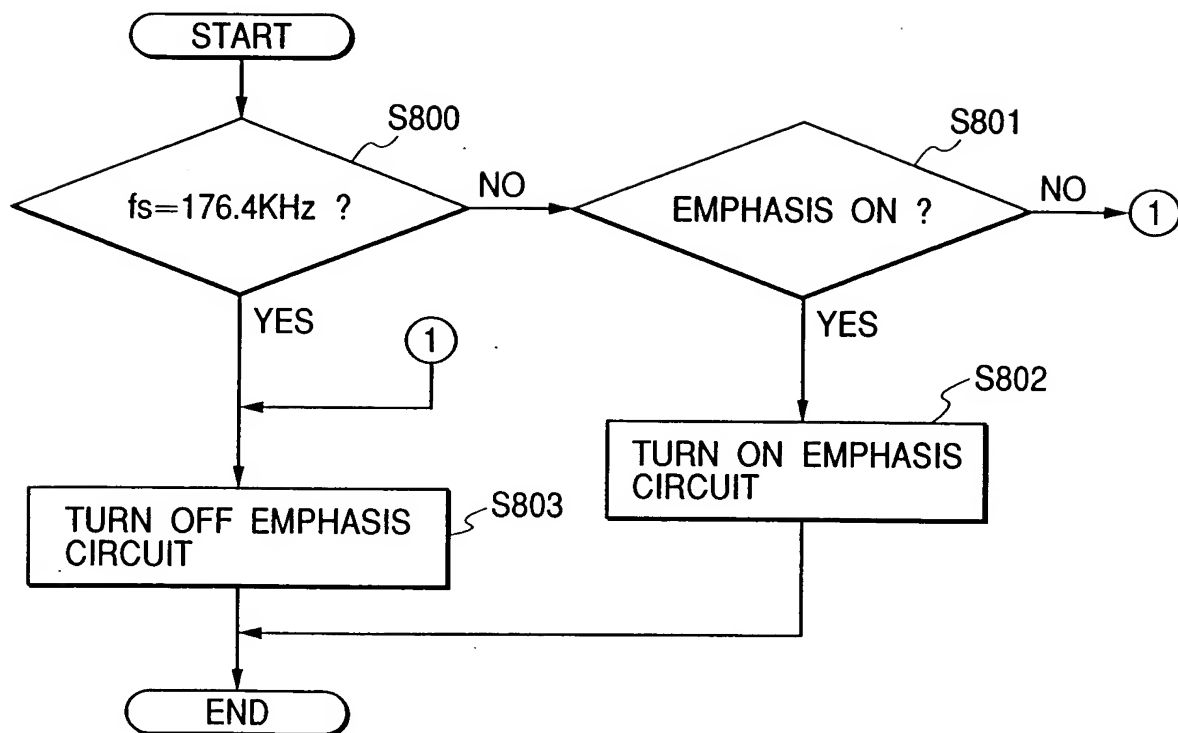 START
S800
fs=176.4KHz ?
NO
S801
EMPHASIS ON ?
NO
1
YES
1
YES
S802
TURN ON EMPHASIS
CIRCUIT
S803
TURN OFF EMPHASIS
CIRCUIT
END